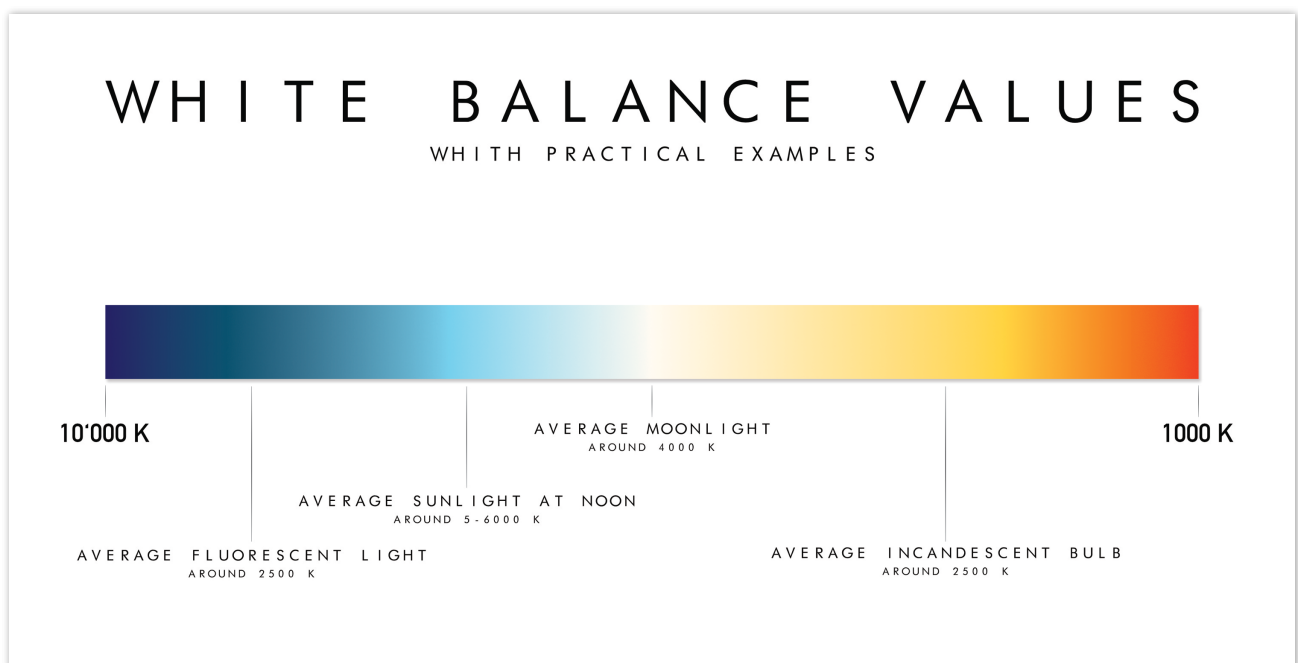 WHITE BALANCE VALUES
WHITH PRACTICAL EXAMPLES
10‘000 K
1000 K
AVERAGE MOONLIGHT
AROUND 4000 K
AVERAGE SUNLIGHT AT NOON
AROUND 5-6000 K
AVERAGE FLUORESCENT LIGHT
AROUND 2500 K
AVERAGE INCANDESCENT BULB
AROUND 2500 K